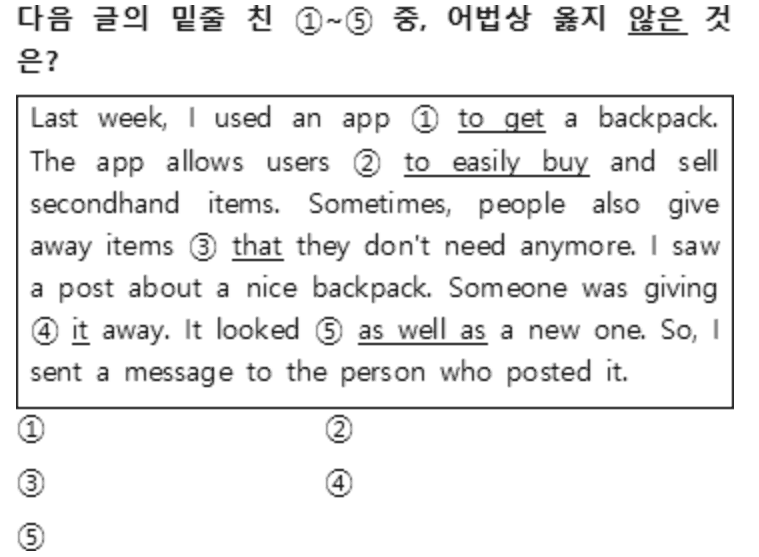 다음 글의 밑줄 친 ①~⑤ 중, 어법상 옳지 않은 것
은?
Last week, I used an app ① to get a backpack.
The app allows users ② to easily buy and sell
secondhand items. Sometimes, people also give
away items ③ that they don't need anymore. I saw
a post about a nice backpack. Someone was giving
④ it away. It looked ⑤ as well as a new one. So, I
sent a message to the person who posted it.
① ②
③ ④
⑤